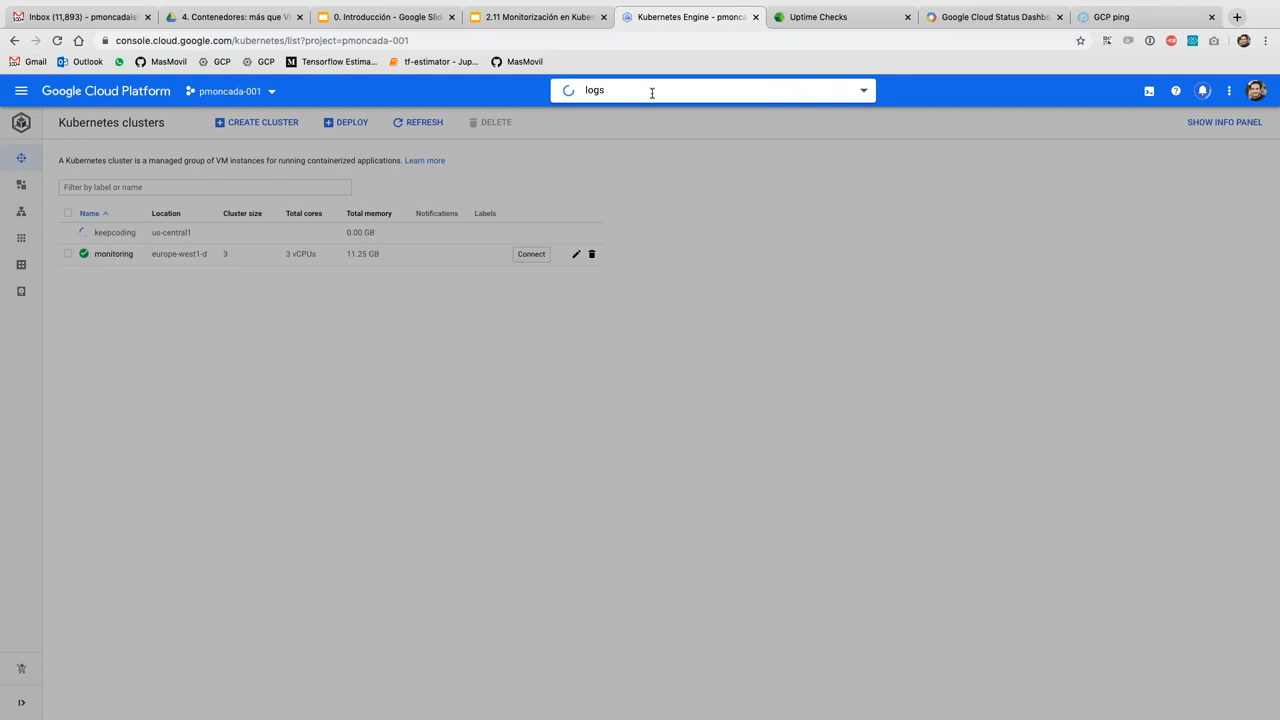 Inbox (11,893) - pmoncadaisl
4. Contenedores: más que V
0. Introducción - Google Slid
2.11 Monitorización en Kuber
Kubernetes Engine - pmonca
Uptime Checks
Google Cloud Status Dashbo
GCP ping
console.cloud.google.com/kubernetes/list?project=pmoncada-001
Gmail
Outlook
MasMovil
GCP
GCP
Tensorflow Estima...
tf-estimator - Jup...
MasMovil
Google Cloud Platform
pmoncada-001
logs
Kubernetes clusters
CREATE CLUSTER
DEPLOY
REFRESH
DELETE
SHOW INFO PANEL
A Kubernetes cluster is a managed group of VM instances for running containerized applications. Learn more
Filter by label or name
Name Location Cluster size Total cores Total memory Notifications Labels
keepcoding us-central1 0.00 GB
monitoring europe-west1-d 3 3 vCPUs 11.25 GB Connect